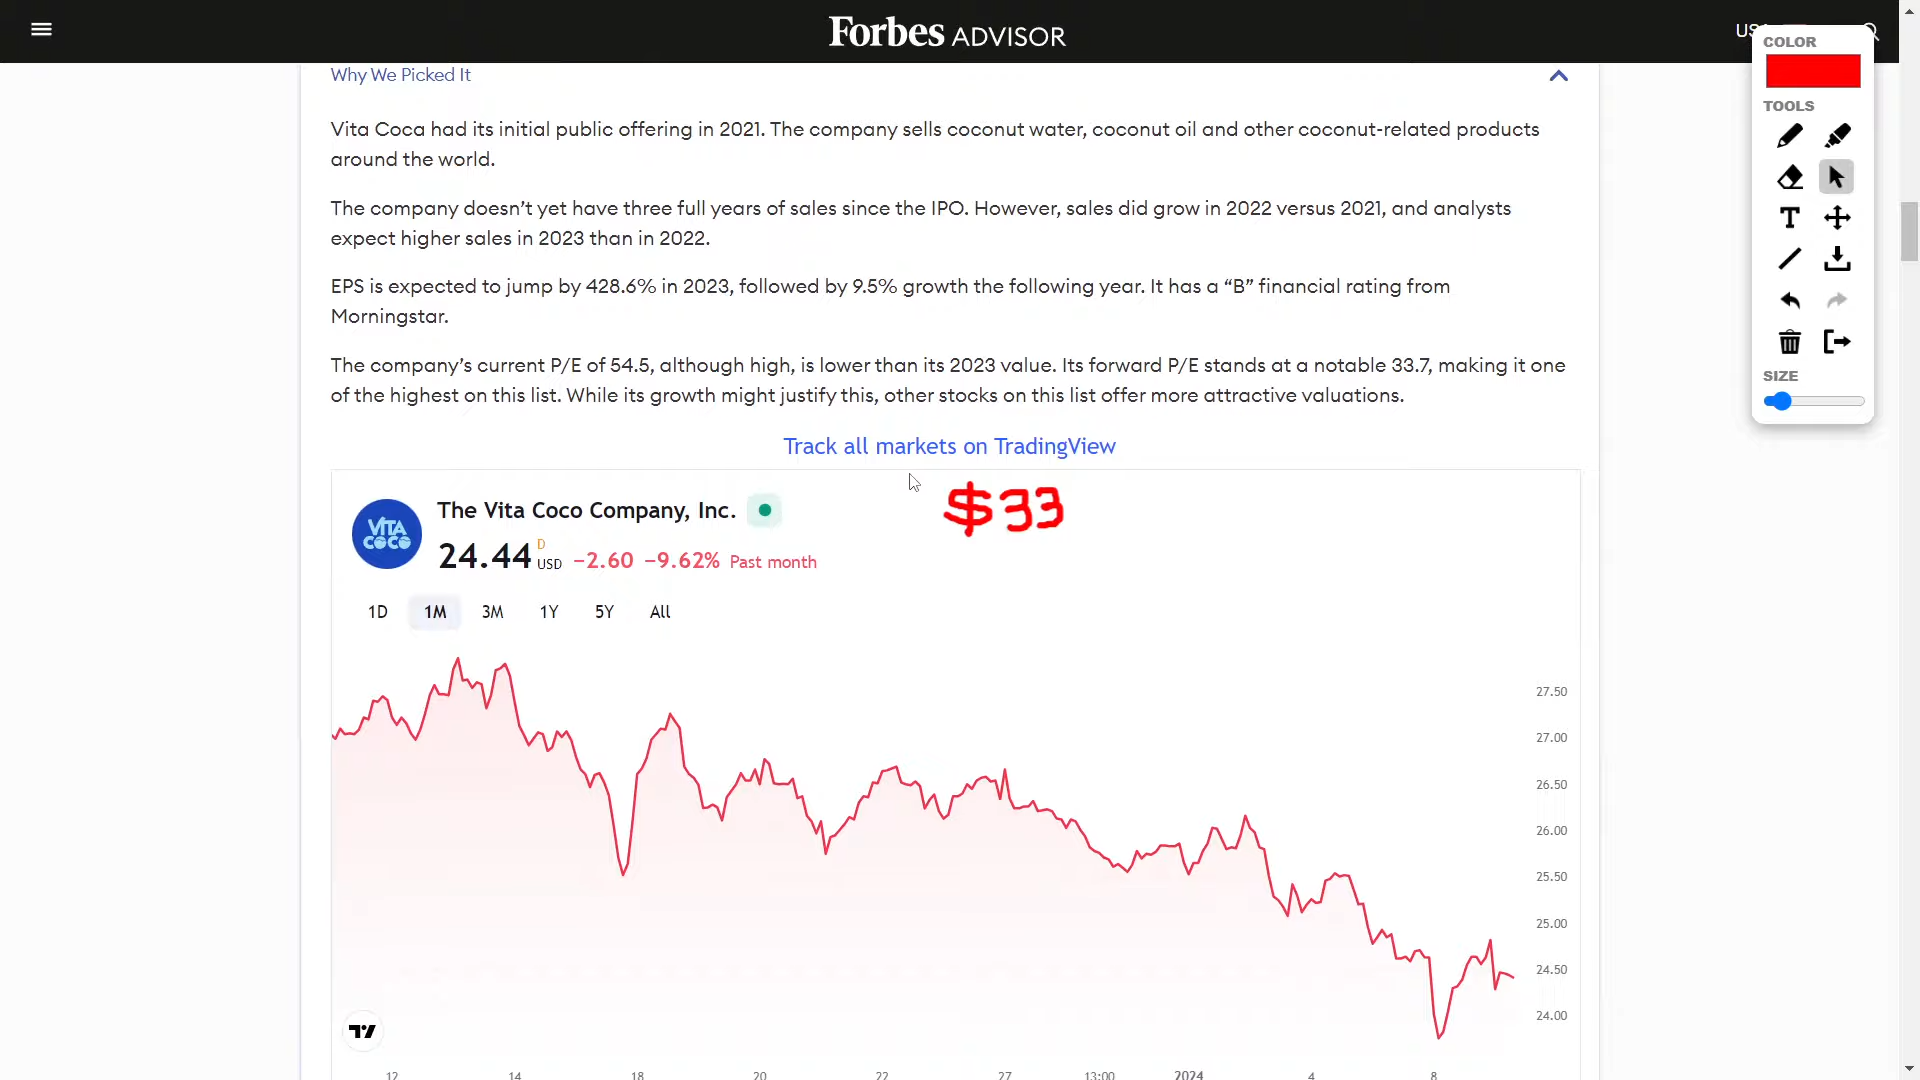 Forbes ADVISOR
COLOR
Why We Picked It
TOOLS
Vita Coca had its initial public offering in 2021. The company sells coconut water, coconut oil and other coconut-related products
around the world.
The company doesn’t yet have three full years of sales since the IPO. However, sales did grow in 2022 versus 2021, and analysts
expect higher sales in 2023 than in 2022.
EPS is expected to jump by 428.6% in 2023, followed by 9.5% growth the following year. It has a “B” financial rating from
Morningstar.
The company’s current P/E of 54.5, although high, is lower than its 2023 value. Its forward P/E stands at a notable 33.7, making it one
of the highest on this list. While its growth might justify this, other stocks on this list offer more attractive valuations.
SIZE
Track all markets on TradingView
VITA
COCO
The Vita Coco Company, Inc.
$33
24.44 D USD −2.60 −9.62% Past month
1D 1M 3M 1Y 5Y All
27.50
27.00
26.50
26.00
25.50
25.00
24.50
24.00
12 14 18 20 22 27 13:00 2024 4 8